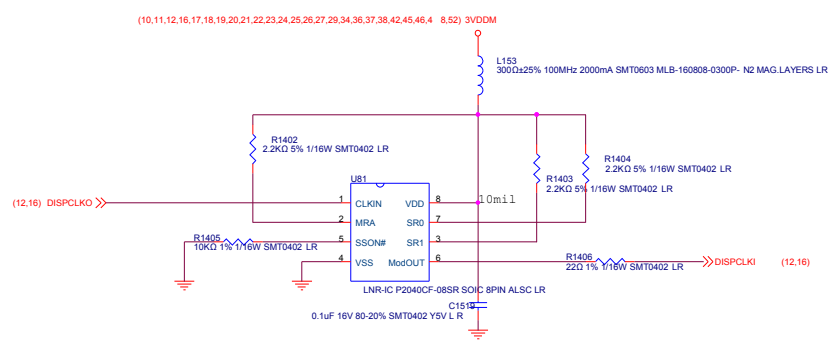 (10,11,12,16,17,18,19,20,21,22,23,24,25,26,27,29,34,36,37,41,42,45,46,4 8,52) 3VDDM
L153
300Ω±25% 100MHz 2000mA SMT0603 MLB-160808-0300P- N2 MAG.LAYERS LR
R1402
2.2KΩ 5% 1/16W SMT0402 LR
R1404
2.2KΩ 5% 1/16W SMT0402 LR
R1403
2.2KΩ 5% 1/16W SMT0402 LR
U81
(12,16) DISPCLKO
1 CLKIN VDD 8 10mil
2 MRA SR0 7
R1405
10KΩ 1% 1/16W SMT0402 LR
5 SSON# SR1 3
4 VSS ModOUT 6
R1406
22Ω 1% 1/16W SMT0402 LR
DISPCLKI (12,16)
LNR-IC P2040CF-08SR SOIC 8PIN ALSC LR
C1519
0.1uF 16V 80-20% SMT0402 Y5V L R